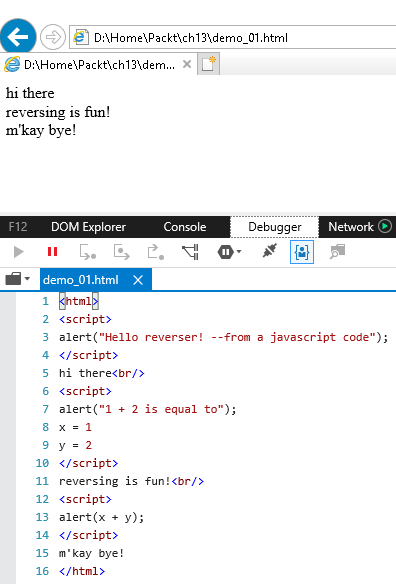 D:\Home\Packt\ch13\demo_01.html
D:\Home\Packt\ch13\dem...
hi there
reversing is fun!
m'kay bye!
F12 DOM Explorer Console Debugger Network
demo_01.html
1 <html>
2 <script>
3 alert("Hello reverser! --from a javascript code");
4 </script>
5 hi there<br/>
6 <script>
7 alert("1 + 2 is equal to");
8 x = 1
9 y = 2
10 </script>
11 reversing is fun!<br/>
12 <script>
13 alert(x + y);
14 </script>
15 m'kay bye!
16 </html>